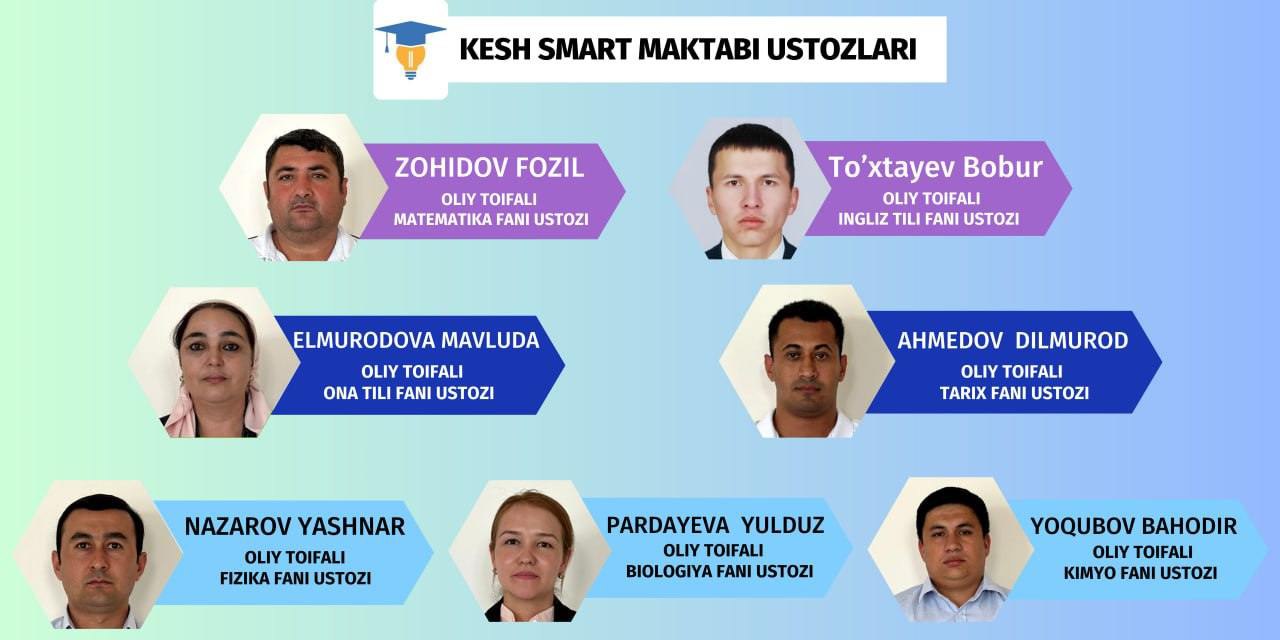 KESH SMART MAKTABI USTOZLARI
ZOHIDOV FOZIL
OLIY TOIFALI
MATEMATIKA FANI USTOZI
To’xtayev Bobur
OLIY TOIFALI
INGLIZ TILI FANI USTOZI
ELMURODOVA MAVLUDA
OLIY TOIFALI
ONA TILI FANI USTOZI
AHMEDOV DILMUROD
OLIY TOIFALI
TARIX FANI USTOZI
NAZAROV YASHNAR
OLIY TOIFALI
FIZIKA FANI USTOZI
PARDAYEVA YULDUZ
OLIY TOIFALI
BIOLOGIYA FANI USTOZI
YOQUBOV BAHODIR
OLIY TOIFALI
KIMYO FANI USTOZI